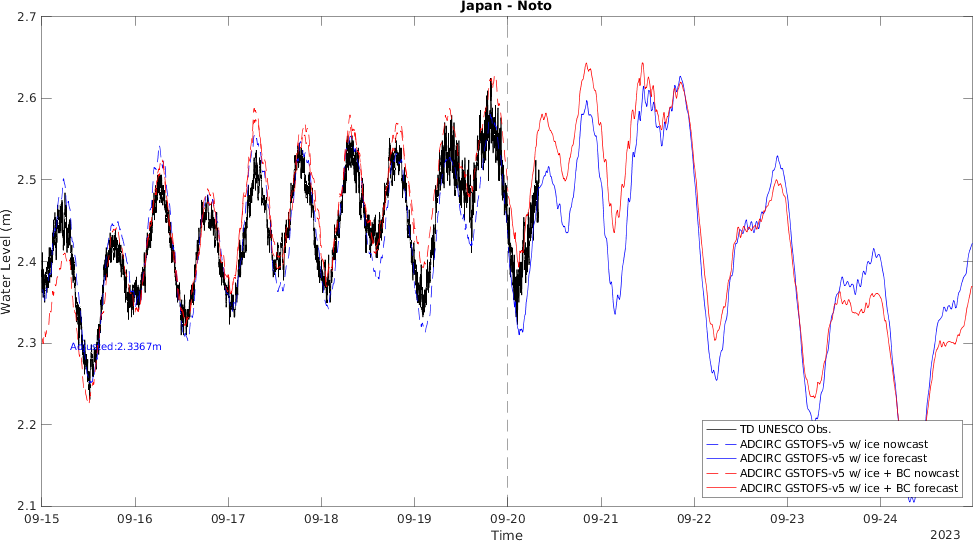 Japan - Noto
Water Level (m)
2.7
2.6
2.5
2.4
2.3
2.2
2.1
Adjusted:2.3367m
TD UNESCO Obs.
ADCIRC GSTOFS-v5 w/ ice nowcast
ADCIRC GSTOFS-v5 w/ ice forecast
ADCIRC GSTOFS-v5 w/ ice + BC nowcast
ADCIRC GSTOFS-v5 w/ ice + BC forecast
09-15
09-16
09-17
09-18
09-19
09-20
09-21
09-22
09-23
09-24
Time
2023